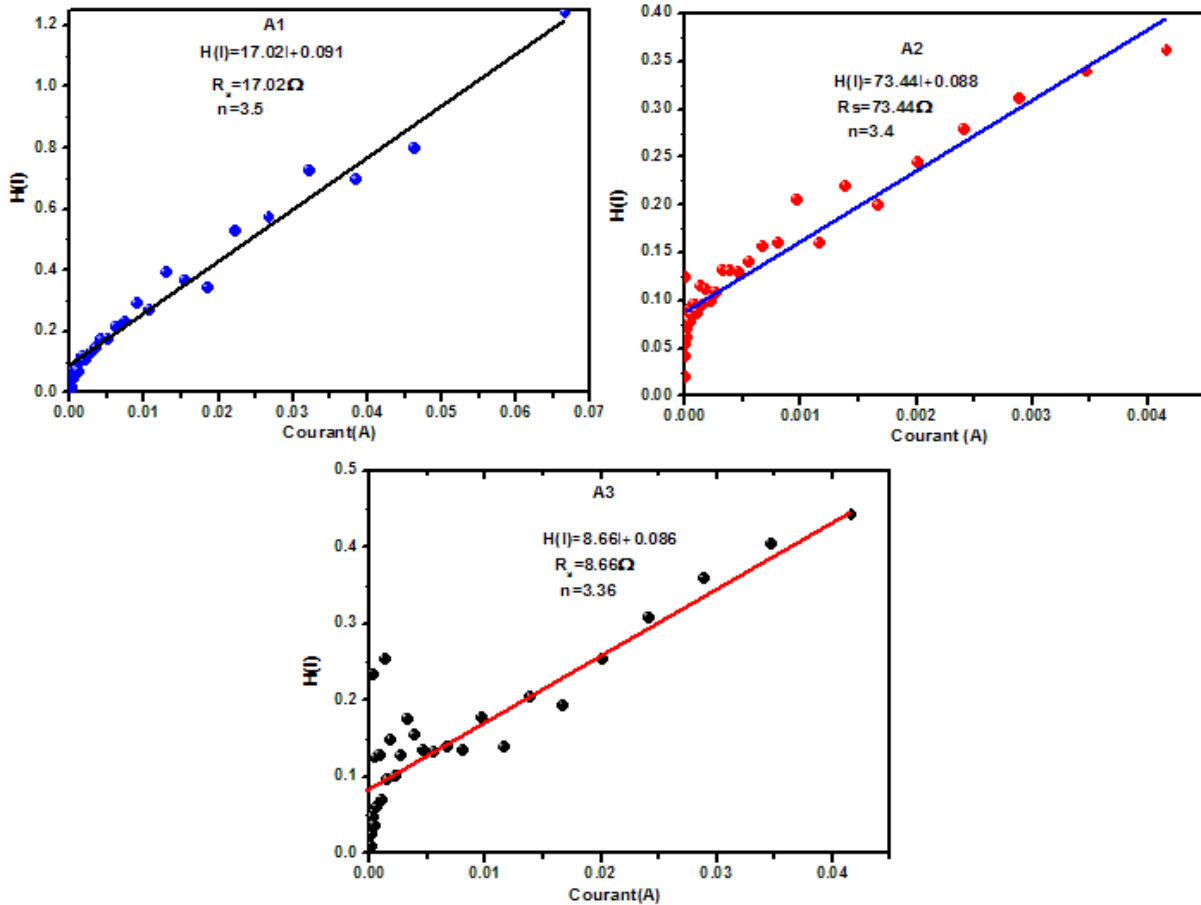 A1
H(I)=17.02I+0.091
Rs=17.02Ω
n=3.5
H(I)
1.2
1.0
0.8
0.6
0.4
0.2
0.0
0.00 0.01 0.02 0.03 0.04 0.05 0.06 0.07
Courant(A)
A2
H(I)=73.44I+0.088
Rs=73.44Ω
n=3.4
H(I)
0.40
0.35
0.30
0.25
0.20
0.15
0.10
0.05
0.00
0.000 0.001 0.002 0.003 0.004
Courant (A)
A3
H(I)=8.66I+ 0.086
Rs=8.66Ω
n=3.36
H(I)
0.5
0.4
0.3
0.2
0.1
0.0
0.00 0.01 0.02 0.03 0.04
Courant(A)